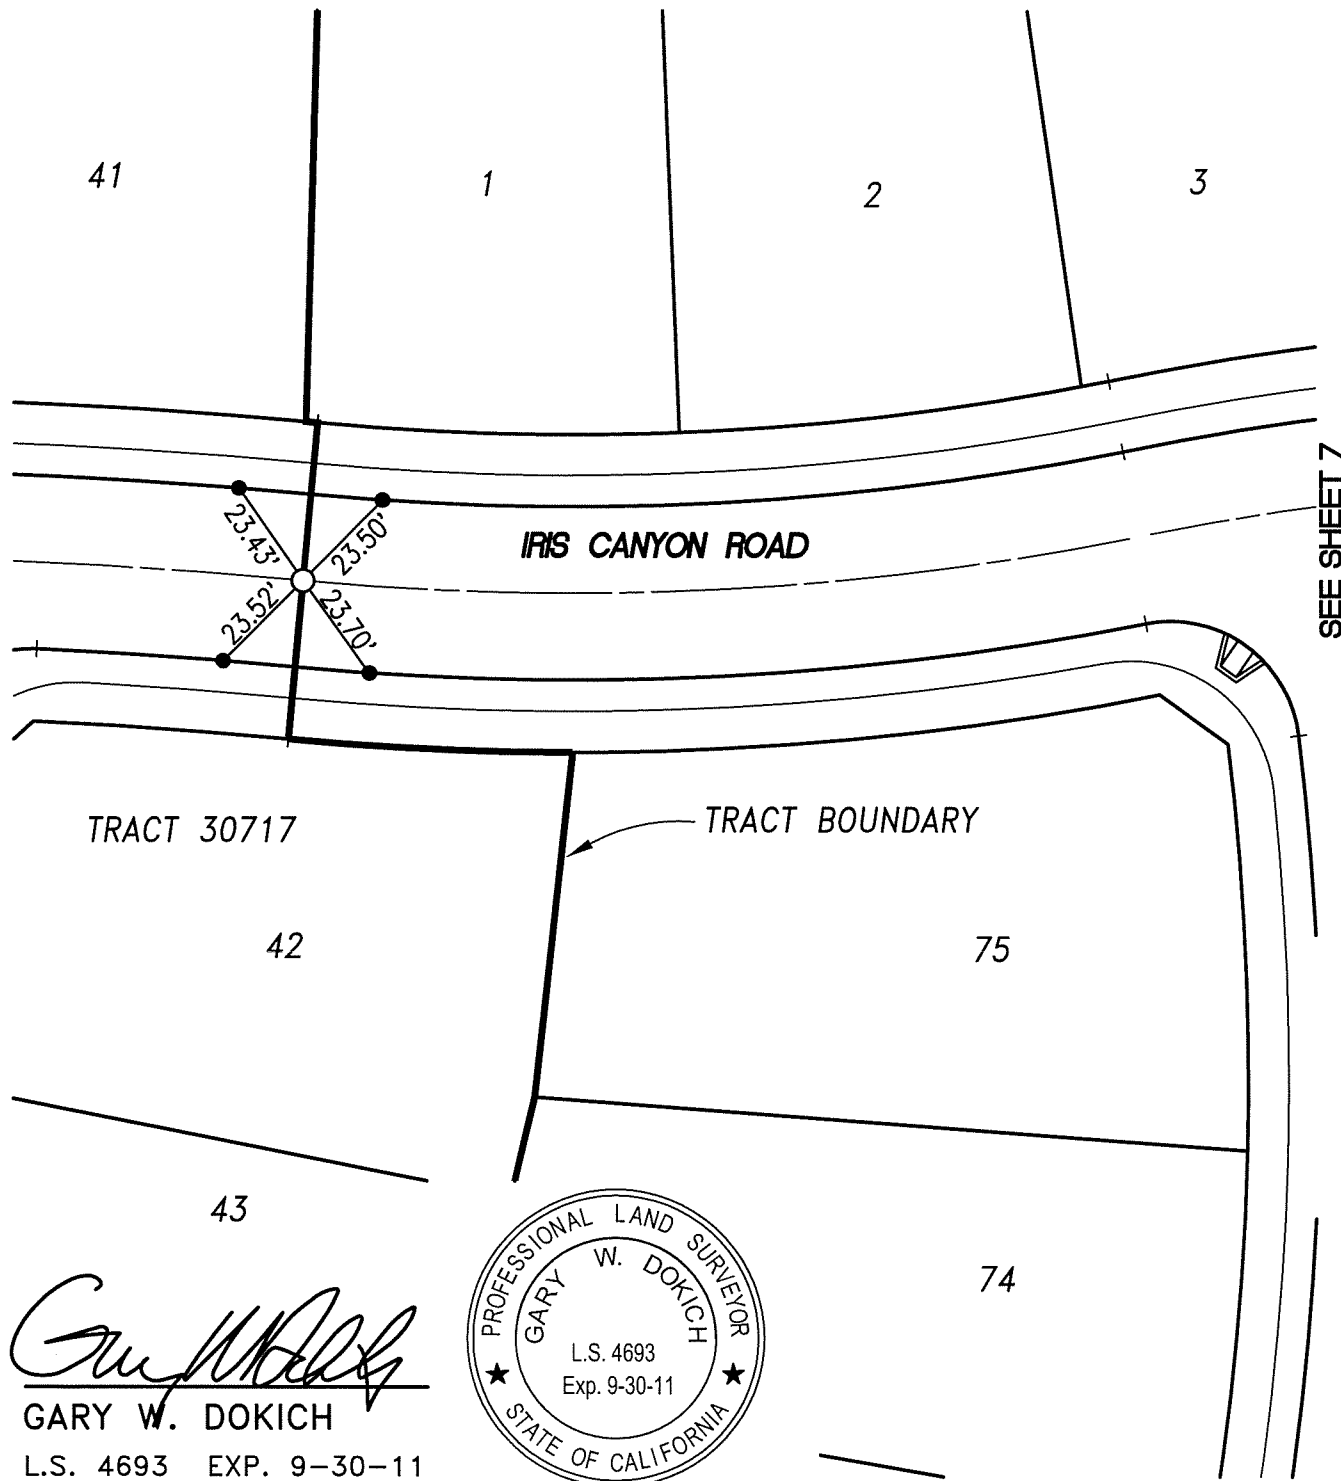 41
1
2
3
23.43'
23.50'
IRIS CANYON ROAD
SEE SHEET 7
23.52'
23.70'
TRACT 30717
TRACT BOUNDARY
42
75
43
74
PROFESSIONAL LAND SURVEYOR
GARY W. DOKICH
L.S. 4693
Exp. 9-30-11
STATE OF CALIFORNIA
GARY W. DOKICH
L.S. 4693 EXP. 9-30-11